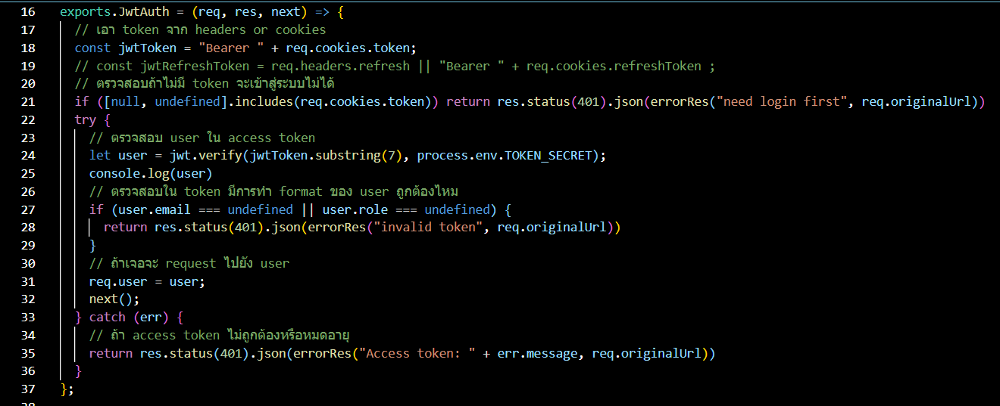 16 exports.JwtAuth = (req, res, next) => {
17 // เอา token จาก headers or cookies
18 const jwtToken = "Bearer " + req.cookies.token;
19 // const jwtRefreshToken = req.headers.refresh || "Bearer " + req.cookies.refreshToken ;
20 // ตรวจสอบถ้าไม่มี token จะเข้าสู่ระบบไม่ได้
21 if ([null, undefined].includes(req.cookies.token)) return res.status(401).json(errorRes("need login first", req.originalUrl))
22 try {
23 // ตรวจสอบ user ใน access token
24 let user = jwt.verify(jwtToken.substring(7), process.env.TOKEN_SECRET);
25 console.log(user)
26 // ตรวจสอบใน token มีการทำ format ของ user ถูกต้องไหม
27 if (user.email === undefined || user.role === undefined) {
28 return res.status(401).json(errorRes("invalid token", req.originalUrl))
29 }
30 // ถ้าเจอจะ request ไปยัง user
31 req.user = user;
32 next();
33 } catch (err) {
34 // ถ้า access token ไม่ถูกต้องหรือหมดอายุ
35 return res.status(401).json(errorRes("Access token: " + err.message, req.originalUrl))
36 }
37 };
38